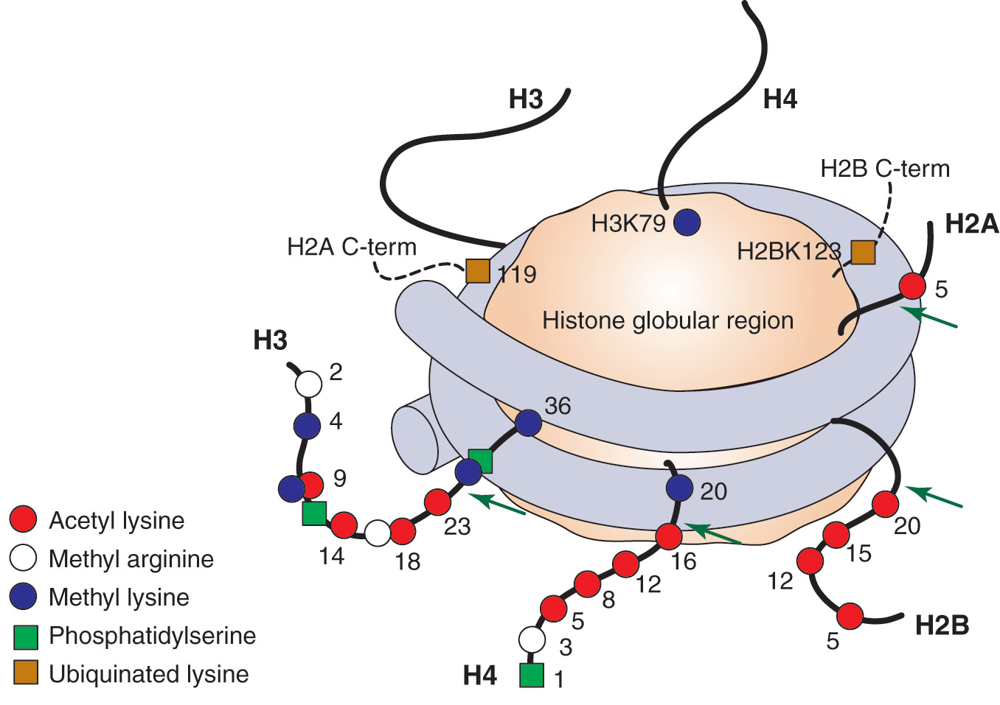 H3
H4
H2B C-term
H3K79
H2A
H2A C-term
H2BK123
119
5
Histone globular region
H3
2
36
4
9
20
23
20
14
18
16
15
12
12
8
5
5
3
H2B
H4
1
Acetyl lysine
Methyl arginine
Methyl lysine
Phosphatidylserine
Ubiquinated lysine